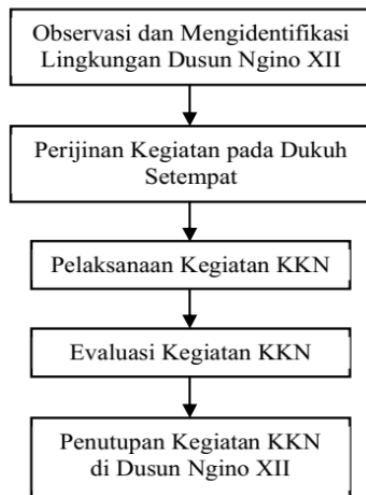 Observasi dan Mengidentifikasi
Lingkungan Dusun Ngino XII
Perijinan Kegiatan pada Dukuh
Setempat
Pelaksanaan Kegiatan KKN
Evaluasi Kegiatan KKN
Penutupan Kegiatan KKN
di Dusun Ngino XII